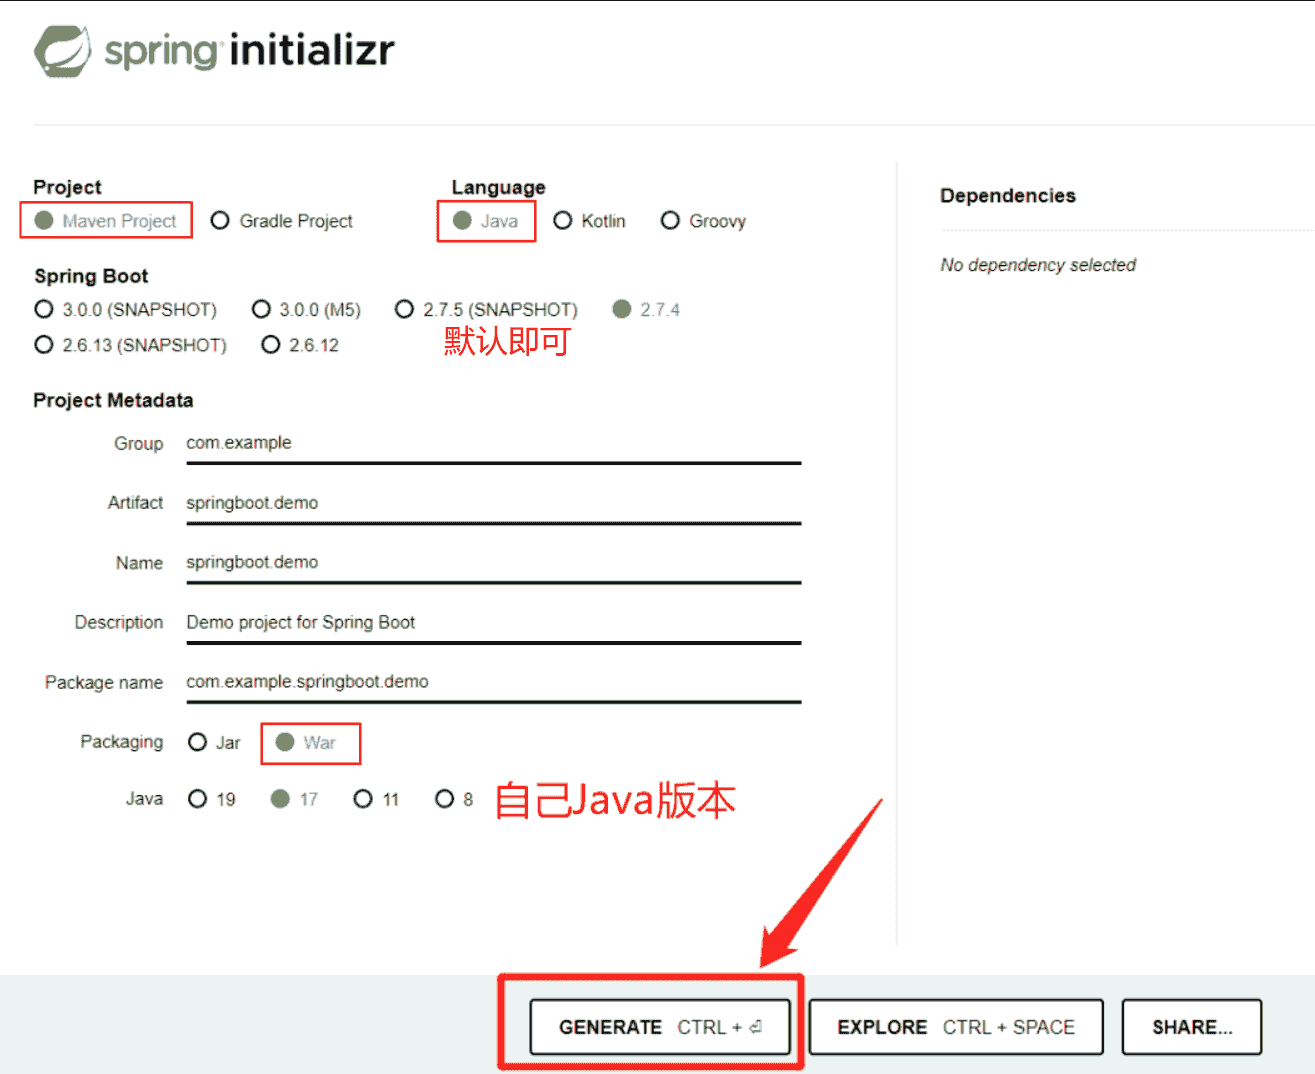 spring initializr
Project
Maven Project Gradle Project
Language
Java Kotlin Groovy
Spring Boot
3.0.0 (SNAPSHOT) 3.0.0 (M5) 2.7.5 (SNAPSHOT) 2.7.4
2.6.13 (SNAPSHOT) 2.6.12
默认即可
Project Metadata
Group com.example
Artifact springboot.demo
Name springboot.demo
Description Demo project for Spring Boot
Package name com.example.springboot.demo
Packaging Jar War
Java 19 17 11 8
自己Java版本
Dependencies
No dependency selected
GENERATE CTRL + ⏎
EXPLORE CTRL + SPACE
SHARE...